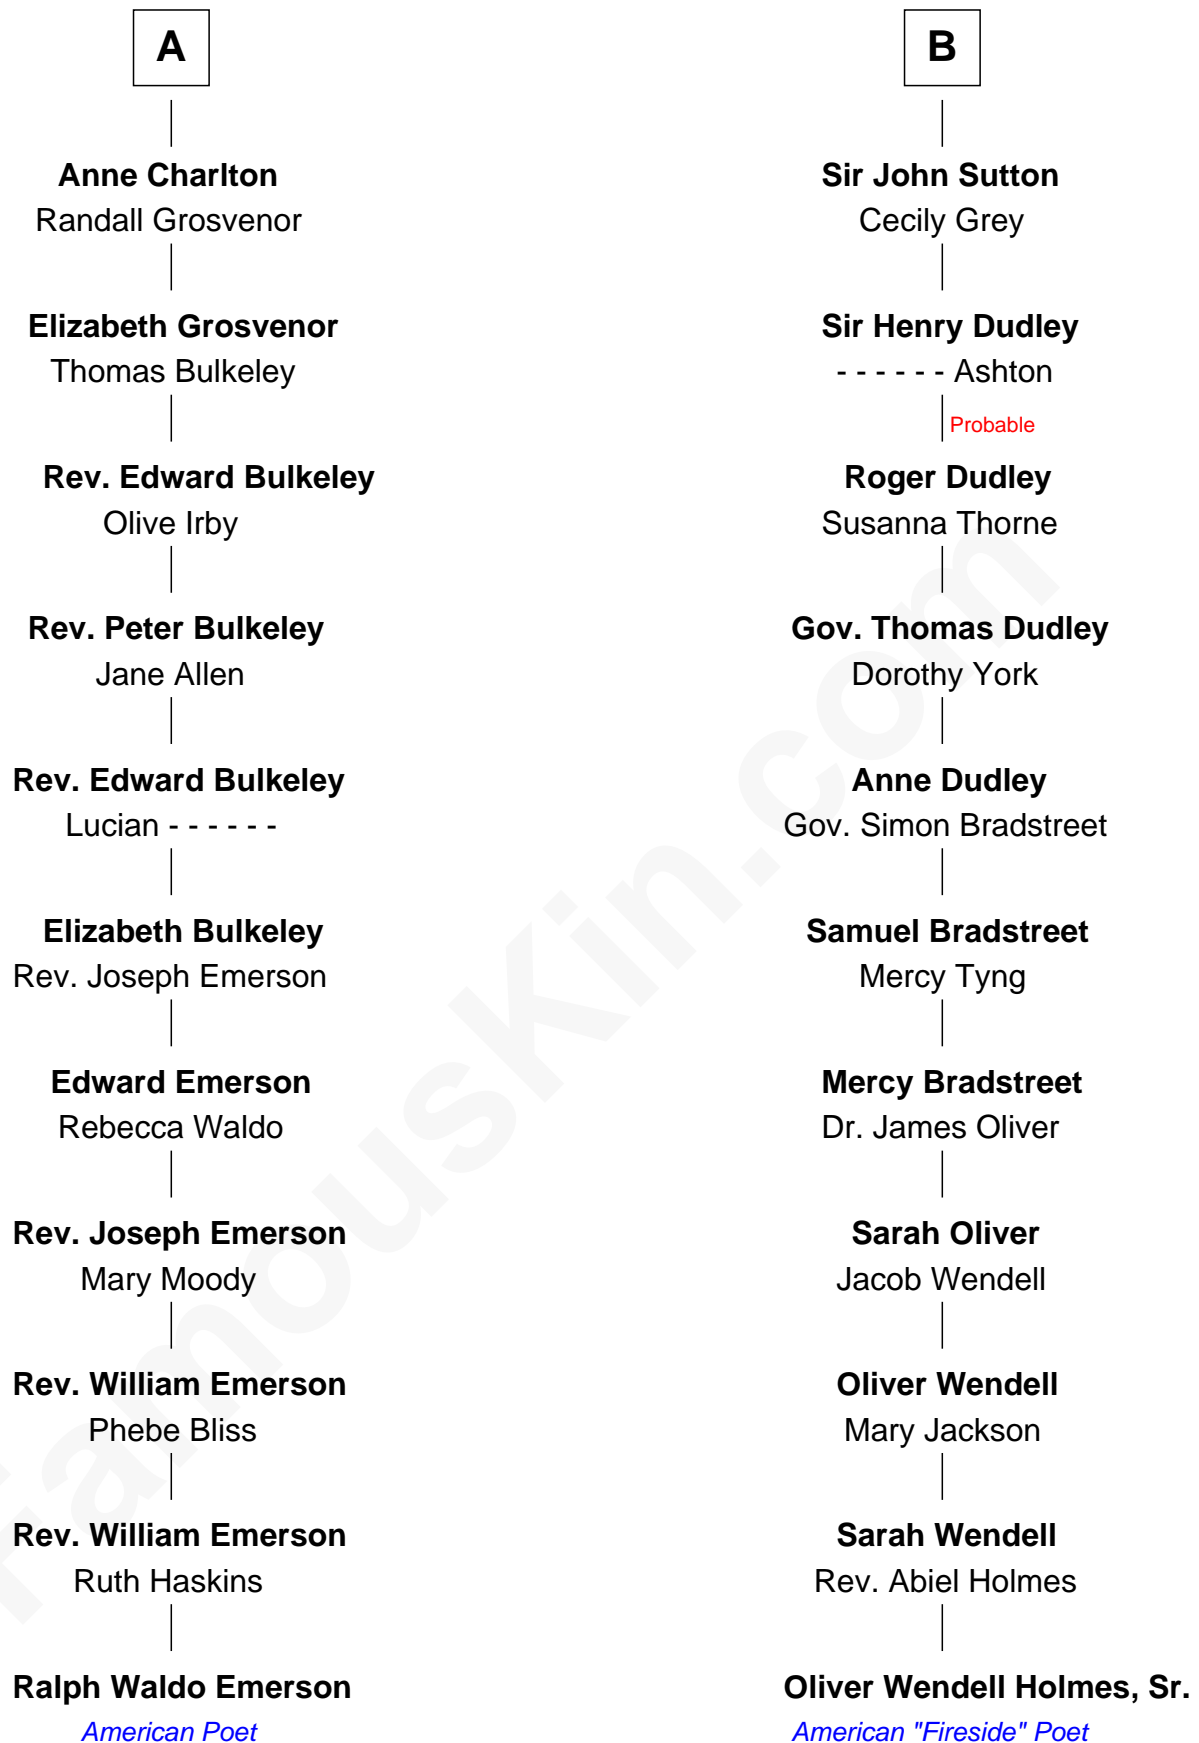 A
Anne Charlton
Randall Grosvenor
Elizabeth Grosvenor
Thomas Bulkeley
Rev. Edward Bulkeley
Olive Irby
Rev. Peter Bulkeley
Jane Allen
Rev. Edward Bulkeley
Lucian - - - - - -
Elizabeth Bulkeley
Rev. Joseph Emerson
Edward Emerson
Rebecca Waldo
Rev. Joseph Emerson
Mary Moody
Rev. William Emerson
Phebe Bliss
Rev. William Emerson
Ruth Haskins
Ralph Waldo Emerson
American Poet
B
Sir John Sutton
Cecily Grey
Sir Henry Dudley
- - - - - - Ashton
Probable
Roger Dudley
Susanna Thorne
Gov. Thomas Dudley
Dorothy York
Anne Dudley
Gov. Simon Bradstreet
Samuel Bradstreet
Mercy Tyng
Mercy Bradstreet
Dr. James Oliver
Sarah Oliver
Jacob Wendell
Oliver Wendell
Mary Jackson
Sarah Wendell
Rev. Abiel Holmes
Oliver Wendell Holmes, Sr.
American "Fireside" Poet
FamousKin.com